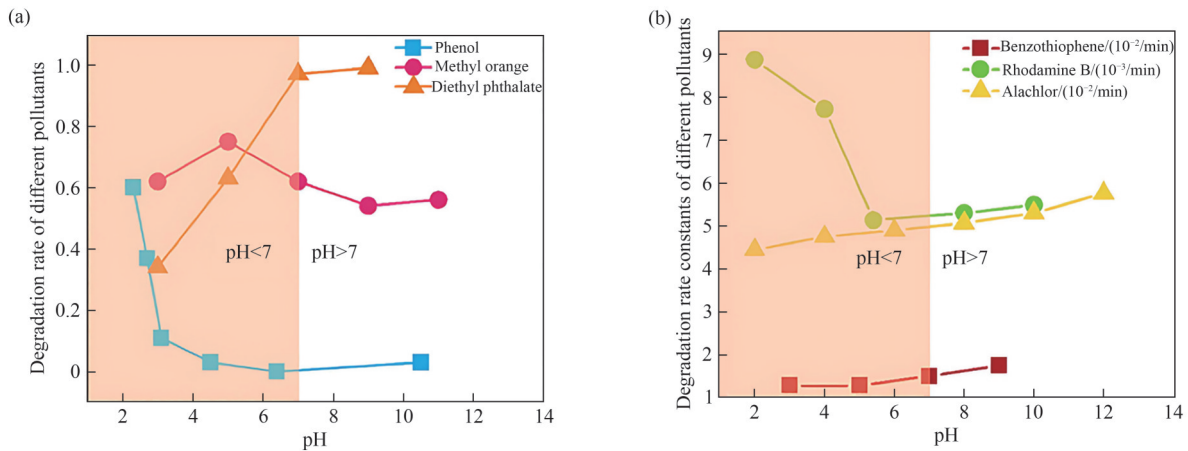 (a)
Degradation rate of different pollutants
1.0
0.8
0.6
0.4
0.2
0
Phenol
Methyl orange
Diethyl phthalate
pH<7
pH>7
2
4
6
8
10
12
14
pH
(b)
Degradation rate constants of different pollutants
9
8
7
6
5
4
3
2
1
Benzothiophene/(10⁻²/min)
Rhodamine B/(10⁻³/min)
Alachlor/(10⁻²/min)
pH<7
pH>7
2
4
6
8
10
12
14
pH